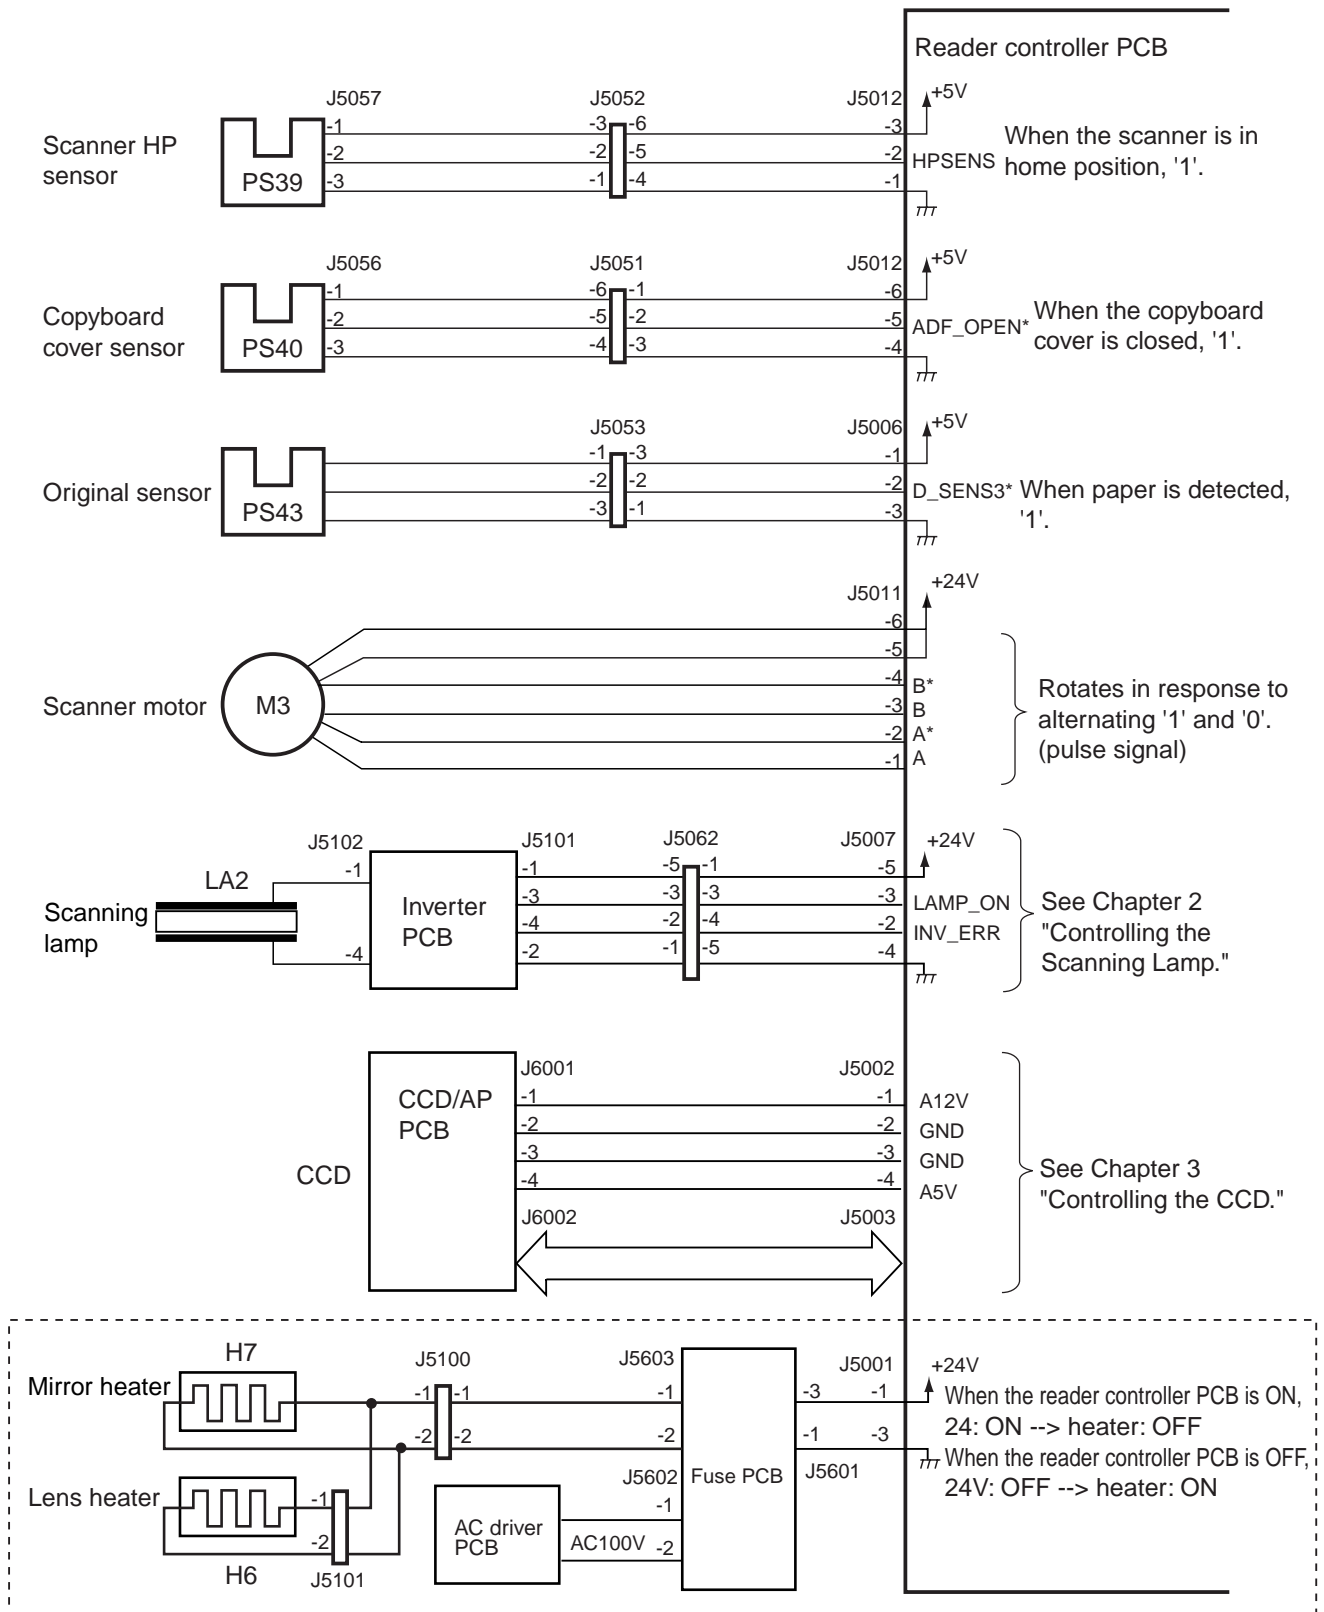 Reader controller PCB
J5057 J5052 J5012 +5V
-1 -3 -6 -3
Scanner HP
sensor
-2 -2 -5 -2 HPSENS
When the scanner is in
home position, '1'.
PS39 -3 -1 -4 -1
J5056 J5051 J5012 +5V
-1 -6 -1 -6
Copyboard
cover sensor
-2 -5 -2 -5 ADF_OPEN*
When the copyboard
cover is closed, '1'.
PS40 -3 -4 -3 -4
J5053 J5006 +5V
-1 -3 -1
Original sensor -2 -2 -2 D_SENS3* When paper is detected,
'1'.
PS43 -3 -1 -3
J5011 +24V
-6
-5
-4 B*
Scanner motor M3 -3 B
-2 A*
-1 A
Rotates in response to
alternating '1' and '0'.
(pulse signal)
J5102 J5101 J5062 J5007 +24V
-1 -1 -5 -1 -5
LA2
Scanning
lamp
Inverter
PCB
-3 -3 -3 -3 LAMP_ON
-4 -2 -4 -2 INV_ERR
-4 -2 -1 -5 -4
See Chapter 2
"Controlling the
Scanning Lamp."
J6001 J5002
CCD/AP
PCB
-1 -1 A12V
-2 -2 GND
-3 -3 GND
-4 -4 A5V
CCD
See Chapter 3
"Controlling the CCD."
J6002 J5003
H7 J5100 J5603 J5001 +24V
Mirror heater -1 -1 -1 -3 -1
When the reader controller PCB is ON,
24: ON --> heater: OFF
-2 -2 -2 -1 -3
When the reader controller PCB is OFF,
24V: OFF --> heater: ON
J5602 Fuse PCB J5601
Lens heater -1 -1
AC driver
PCB
AC100V -2
-2
H6 J5101